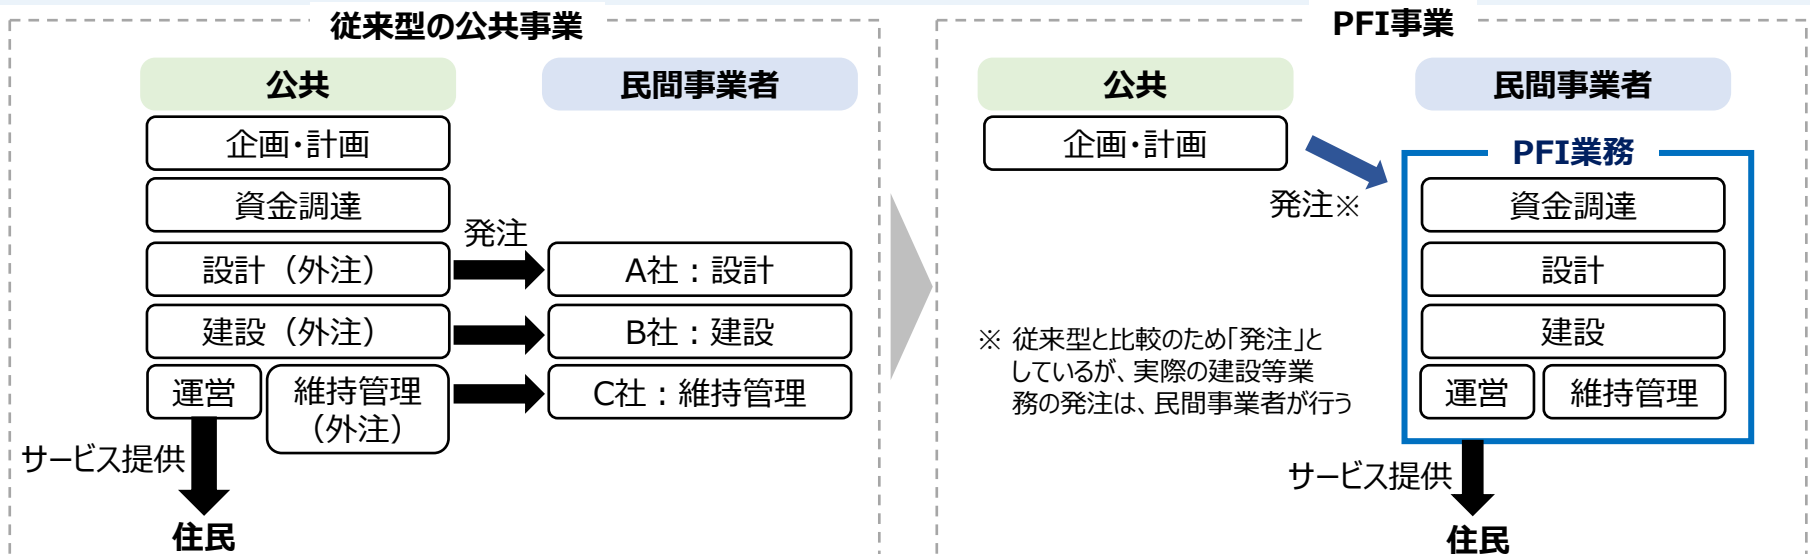 従来型の公共事業
公共
民間事業者
企画・計画
資金調達
発注
設計（外注）
A社：設計
建設（外注）
B社：建設
運営
維持管理
（外注）
C社：維持管理
サービス提供
住民
PFI事業
公共
民間事業者
企画・計画
発注※
PFI業務
資金調達
設計
建設
運営
維持管理
※ 従来型と比較のため「発注」と
しているが、実際の建設等業
務の発注は、民間事業者が行う
サービス提供
住民